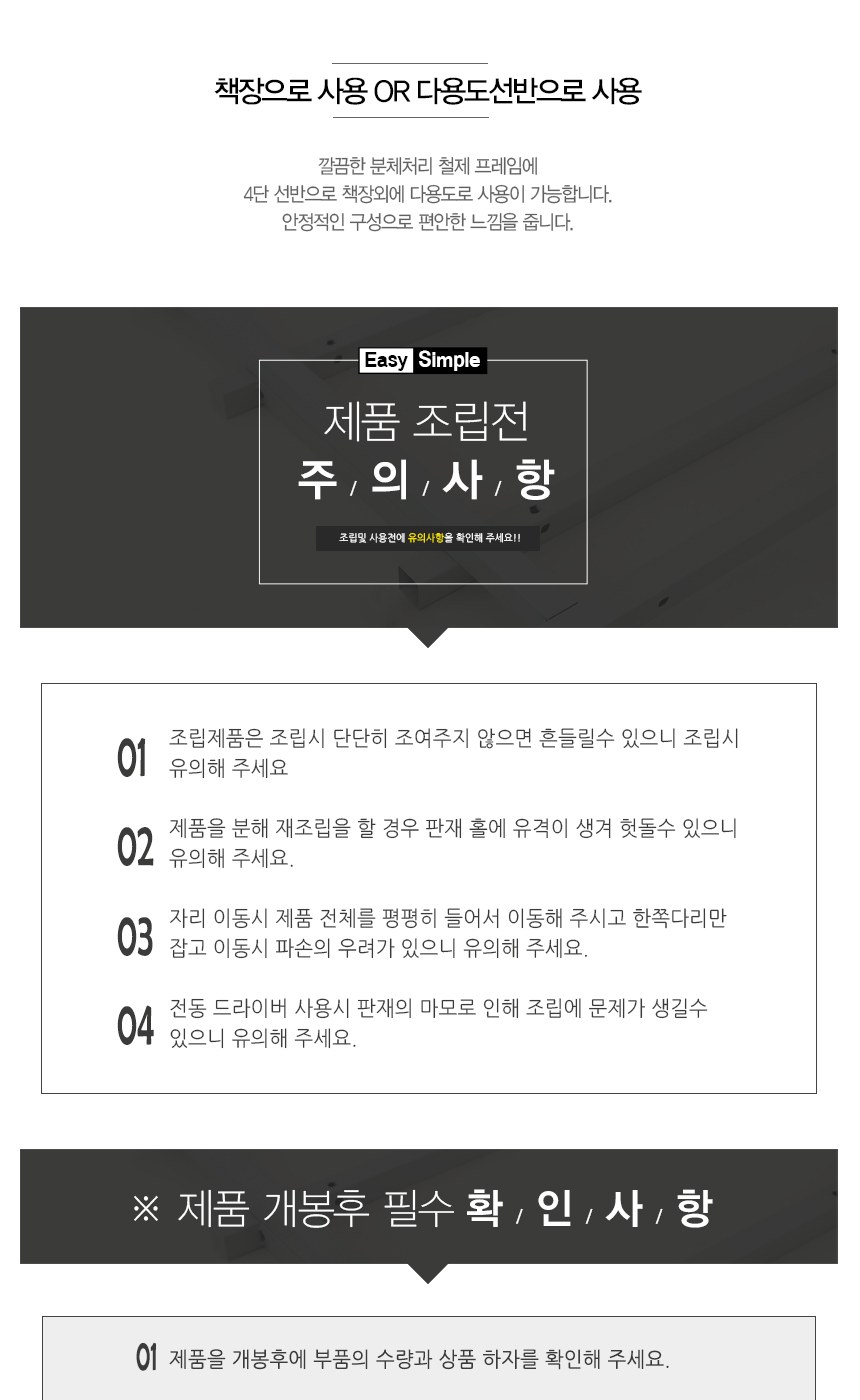 책장으로 사용 OR 다용도선반으로 사용
깔끔한 분체처리 철제 프레임에
4단 선반으로 책장외에 다용도로 사용이 가능합니다.
안정적인 구성으로 편안한 느낌을 줍니다.
Easy Simple
제품 조립전
주 / 의 / 사 / 항
조립및 사용전에 유의사항을 확인해 주세요!!
01 조립제품은 조립시 단단히 조여주지 않으면 흔들릴수 있으니 조립시
유의해 주세요
02 제품을 분해 재조립을 할 경우 판재 홀에 유격이 생겨 헛돌수 있으니
유의해 주세요.
03 자리 이동시 제품 전체를 평평히 들어서 이동해 주시고 한쪽다리만
잡고 이동시 파손의 우려가 있으니 유의해 주세요.
04 전동 드라이버 사용시 판재의 마모로 인해 조립에 문제가 생길수
있으니 유의해 주세요.
※ 제품 개봉후 필수 확 / 인 / 사 / 항
01 제품을 개봉후에 부품의 수량과 상품 하자를 확인해 주세요.